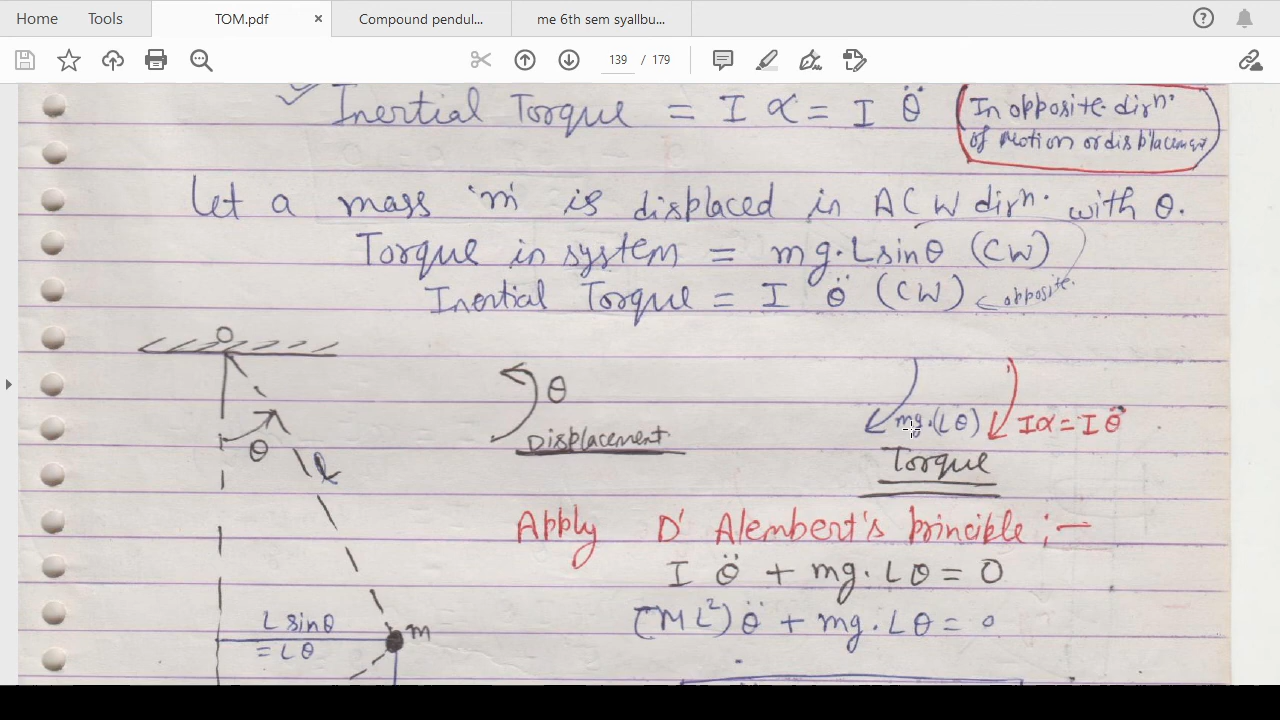 Home Tools TOM.pdf × Compound pendul... me 6th sem syallbu...
139 / 179
Inertial Torque = I α = I θ̈ (In opposite dirⁿ.
of motion or displacement)
Let a mass 'm' is displaced in ACW dirⁿ. with θ.
Torque in system = mg.Lsinθ (CW)
Inertial Torque = I θ̈ (CW) ← opposite.
O
θ
Displacement
mg.(Lθ) Iα = I θ̈
Torque
θ
l
Apply D'Alembert's principle :-
I θ̈ + mg.Lθ = 0
(ML²) θ̈ + mg.Lθ = 0
L sinθ
= Lθ
m